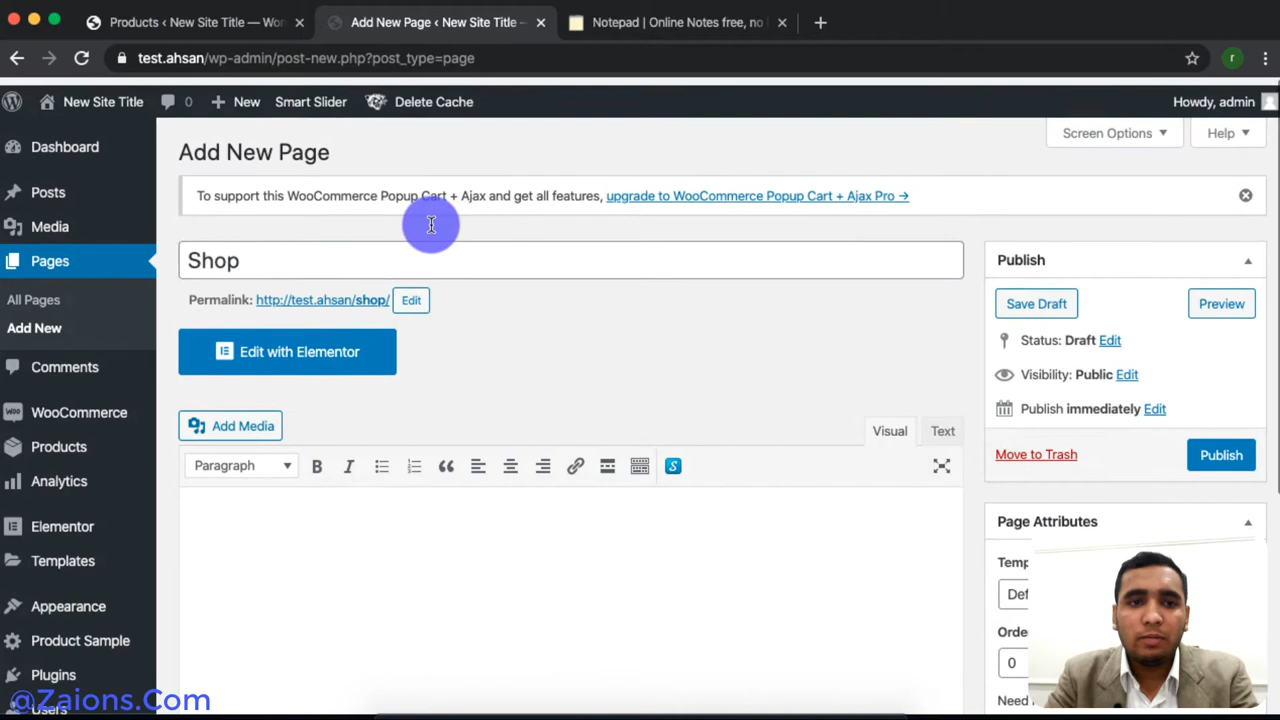 Products < New Site Title — Wor
Add New Page < New Site Title –
Notepad | Online Notes free, no
test.ahsan/wp-admin/post-new.php?post_type=page
r
New Site Title
0
New
Smart Slider
Delete Cache
Howdy, admin
Screen Options
Help
Dashboard
Posts
Media
Pages
All Pages
Add New
Comments
WooCommerce
Products
Analytics
Elementor
Templates
Appearance
Product Sample
Plugins
Users
Add New Page
To support this WooCommerce Popup Cart + Ajax and get all features, upgrade to WooCommerce Popup Cart + Ajax Pro →
Shop
Permalink: http://test.ahsan/shop/ Edit
Edit with Elementor
Add Media
Visual
Text
Paragraph
B
I
S
Publish
Save Draft
Preview
Status: Draft Edit
Visibility: Public Edit
Publish immediately Edit
Move to Trash
Publish
Page Attributes
Temp
Def
Orde
0
Need
@Zaions.Com